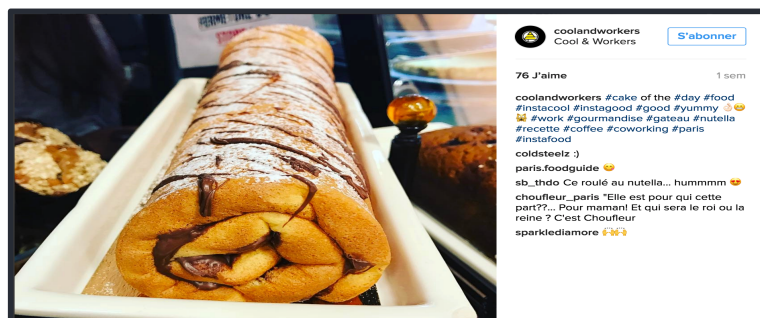 coolandworkers
Cool & Workers
S'abonner
76 J'aime
1 sem
coolandworkers #cake of the #day #food
#instacool #instagood #good #yummy 👌🏻😋
🐱 #work #gourmandise #gateau #nutella
#recette #coffee #coworking #paris
#instafood
coldsteelz :)
paris.foodguide 😋
sb_thdo Ce roulé au nutella... hummmm 😍
choufleur_paris "Elle est pour qui cette
part??... Pour maman! Et qui sera le roi ou la
reine ? C'est Choufleur
sparklediamore 🙌🙌